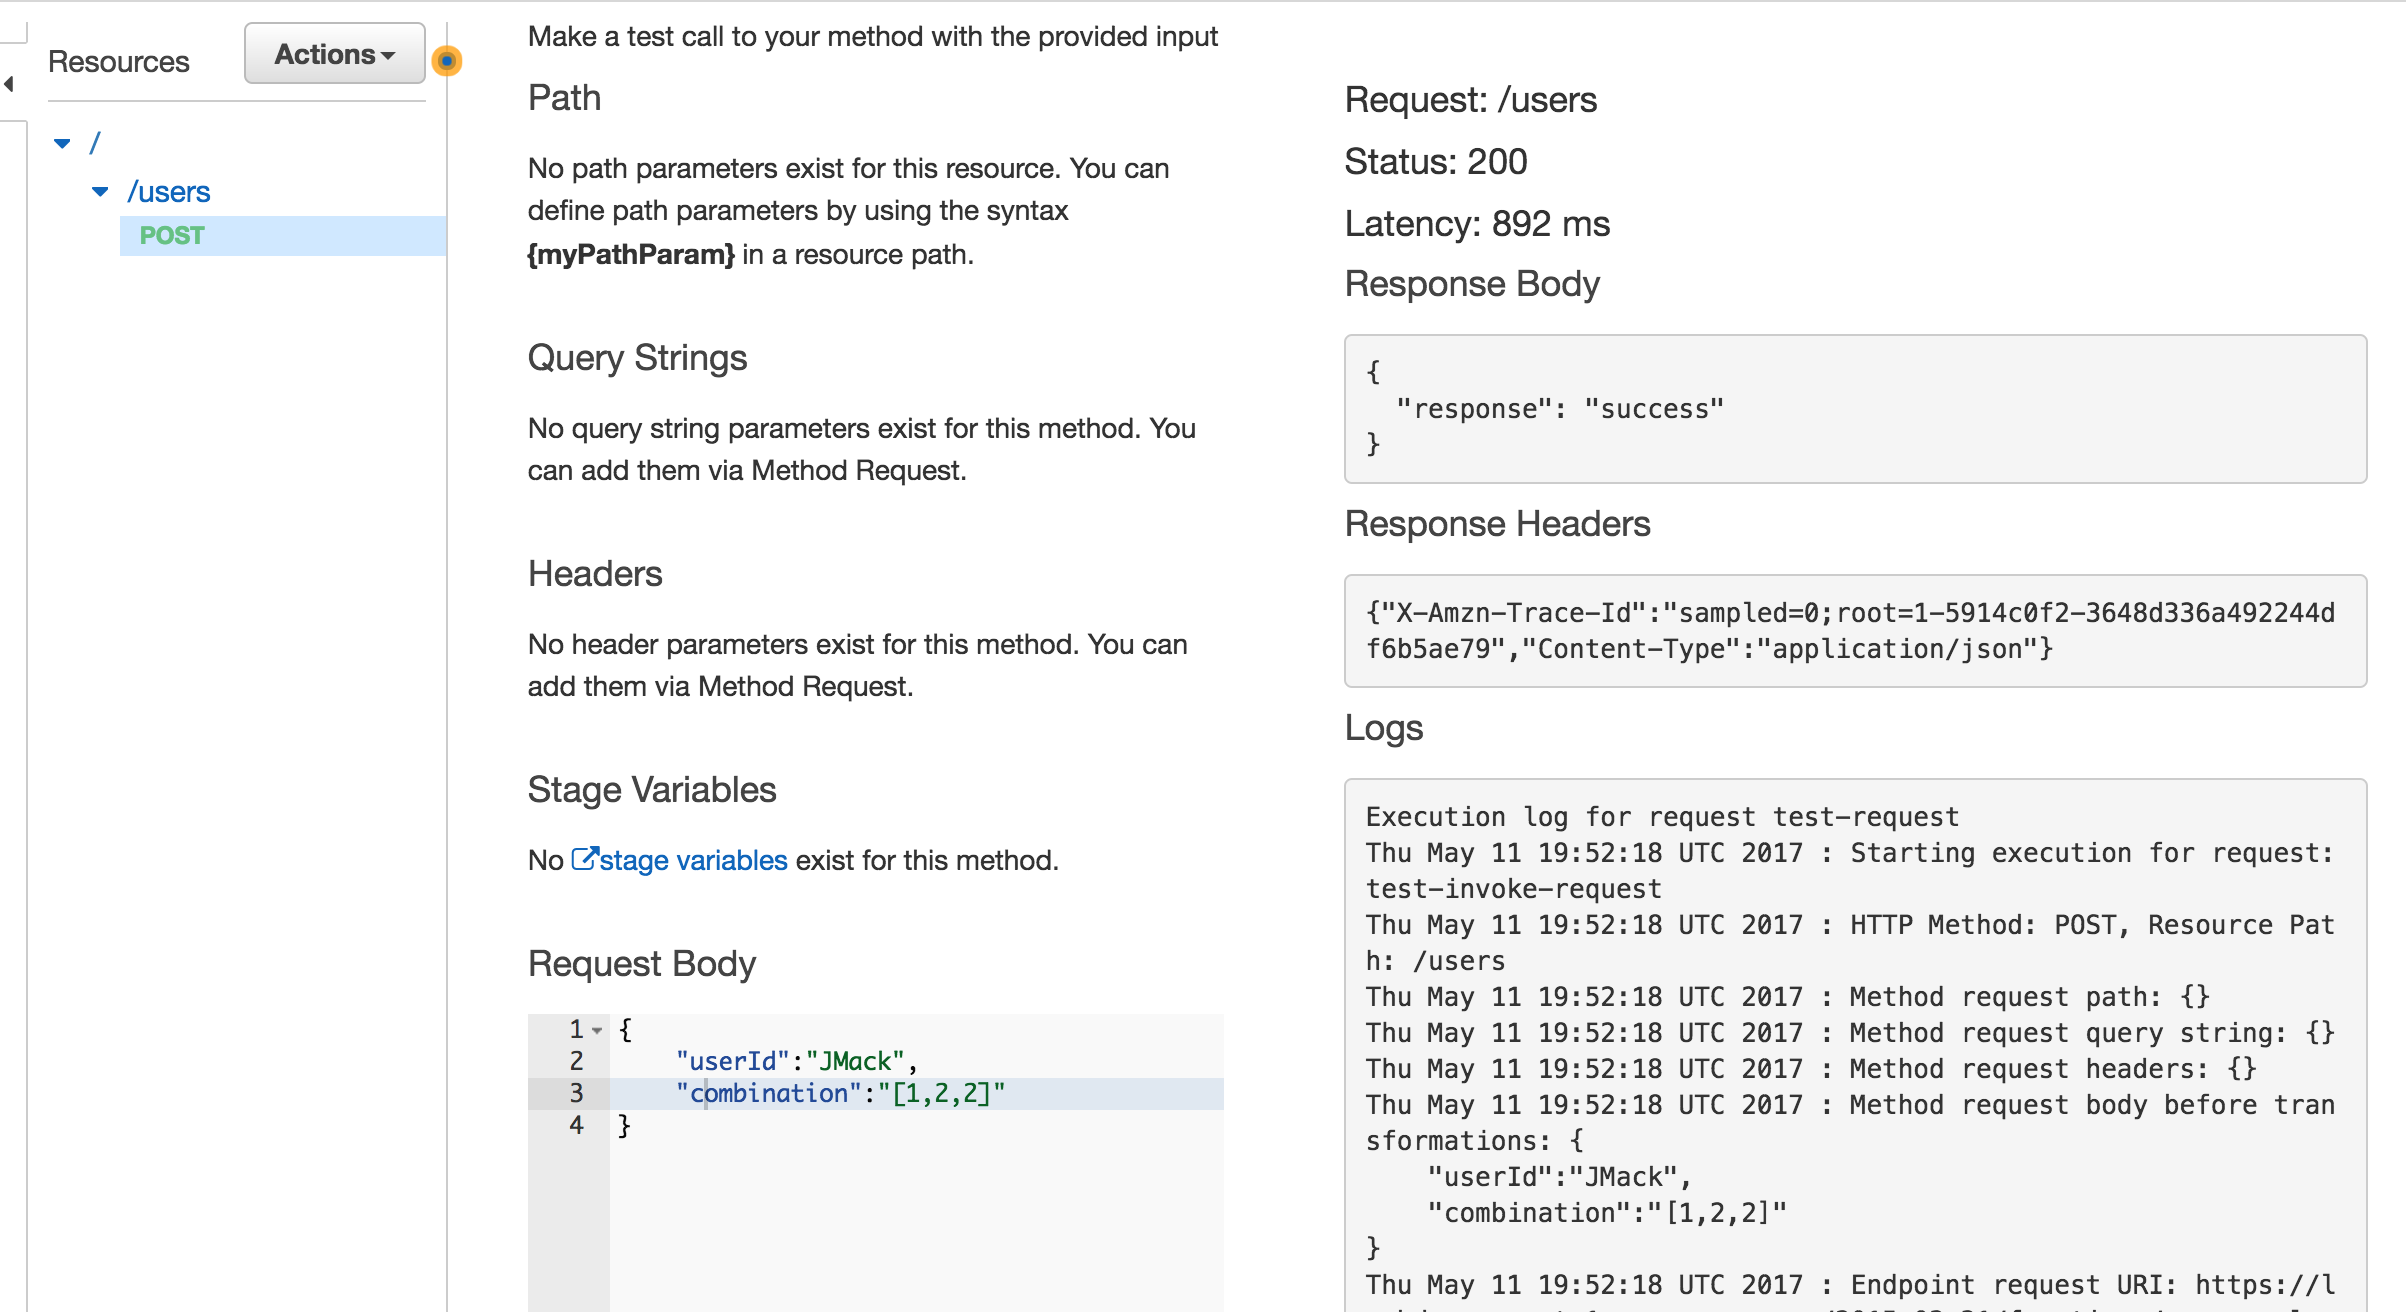 Resources
Actions
/
/users
POST
Make a test call to your method with the provided input
Path
No path parameters exist for this resource. You can
define path parameters by using the syntax
{myPathParam} in a resource path.
Query Strings
No query string parameters exist for this method. You
can add them via Method Request.
Headers
No header parameters exist for this method. You can
add them via Method Request.
Stage Variables
No stage variables exist for this method.
Request Body
1 {
2 "userId":"JMack",
3 "combination":"[1,2,2]"
4 }
Request: /users
Status: 200
Latency: 892 ms
Response Body
{
"response": "success"
}
Response Headers
{"X-Amzn-Trace-Id":"sampled=0;root=1-5914c0f2-3648d336a492244d
f6b5ae79","Content-Type":"application/json"}
Logs
Execution log for request test-request
Thu May 11 19:52:18 UTC 2017 : Starting execution for request:
test-invoke-request
Thu May 11 19:52:18 UTC 2017 : HTTP Method: POST, Resource Pat
h: /users
Thu May 11 19:52:18 UTC 2017 : Method request path: {}
Thu May 11 19:52:18 UTC 2017 : Method request query string: {}
Thu May 11 19:52:18 UTC 2017 : Method request headers: {}
Thu May 11 19:52:18 UTC 2017 : Method request body before tran
sformations: {
"userId":"JMack",
"combination":"[1,2,2]"
}
Thu May 11 19:52:18 UTC 2017 : Endpoint request URI: https://l